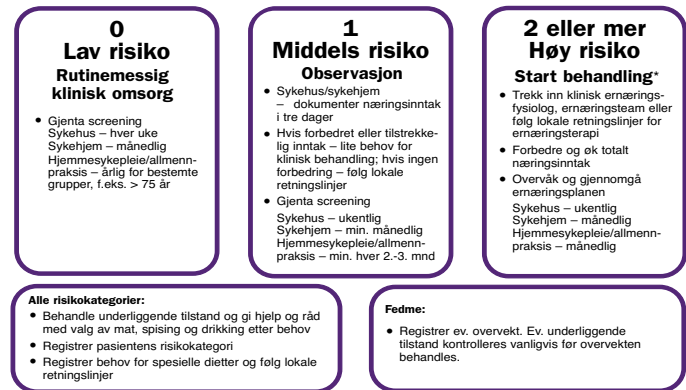 0
Lav risiko
Rutinemessig
klinisk omsorg
• Gjenta screening
Sykehus – hver uke
Sykehjem – månedlig
Hjemmesykepleie/allmenn-
praksis – årlig for bestemte
grupper, f.eks. > 75 år
1
Middels risiko
Observasjon
• Sykehus/sykehjem
– dokumenter næringsinntak
i tre dager
• Hvis forbedret eller tilstrekke-
lig inntak – lite behov for
klinisk behandling; hvis ingen
forbedring – følg lokale
retningslinjer
• Gjenta screening
Sykehus – ukentlig
Sykehjem – min. månedlig
Hjemmesykepleie/allmenn-
praksis – min. hver 2.-3. mnd
2 eller mer
Høy risiko
Start behandling*
• Trekk inn klinisk ernærings-
fysiolog, ernæringsteam eller
følg lokale retningslinjer for
ernæringsterapi
• Forbedre og øk totalt
næringsinntak
• Overvåk og gjennomgå
ernæringsplanen
Sykehus – ukentlig
Sykehjem – månedlig
Hjemmesykepleie/allmenn-
praksis – månedlig
Alle risikokategorier:
• Behandle underliggende tilstand og gi hjelp og råd
med valg av mat, spising og drikking etter behov
• Registrer pasientens risikokategori
• Registrer behov for spesielle dietter og følg lokale
retningslinjer
Fedme:
• Registrer ev. overvekt. Ev. underliggende
tilstand kontrolleres vanligvis før overvekten
behandles.